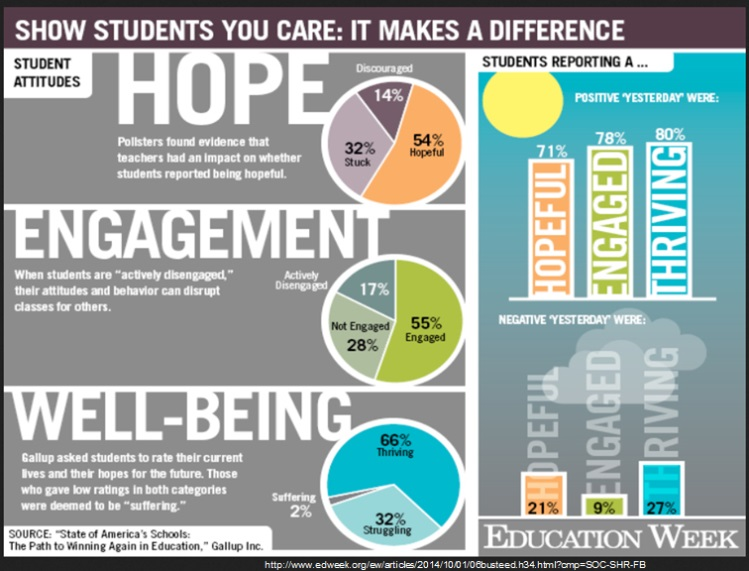 SHOW STUDENTS YOU CARE: IT MAKES A DIFFERENCE
STUDENT
ATTITUDES
HOPE
Pollsters found evidence that
teachers had an impact on whether
students reported being hopeful.
Discouraged
14%
32%
Stuck
54%
Hopeful
ENGAGEMENT
When students are “actively disengaged,”
their attitudes and behavior can disrupt
classes for others.
Actively
Disengaged
17%
Not Engaged
28%
55%
Engaged
WELL-BEING
Gallup asked students to rate their current
lives and their hopes for the future. Those
who gave low ratings in both categories
were deemed to be “suffering.”
66%
Thriving
Suffering
2%
32%
Struggling
SOURCE: “State of America’s Schools:
The Path to Winning Again in Education,” Gallup Inc.
STUDENTS REPORTING A ...
POSITIVE ‘YESTERDAY’ WERE:
71%
78%
80%
HOPEFUL
ENGAGED
THRIVING
NEGATIVE ‘YESTERDAY’ WERE:
HOPEFUL
ENGAGED
THRIVING
21%
9%
27%
EDUCATION WEEK
http://www.edweek.org/ew/articles/2014/10/01/06busteed.h34.html?cmp=SOC-SHR-FB